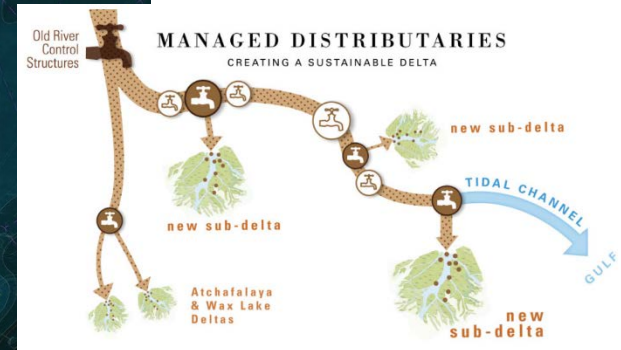 Old River
Control
Structures
MANAGED DISTRIBUTARIES
CREATING A SUSTAINABLE DELTA
new sub-delta
new sub-delta
TIDAL CHANNEL
GULF
Atchafalaya
& Wax Lake
Deltas
new
sub-delta